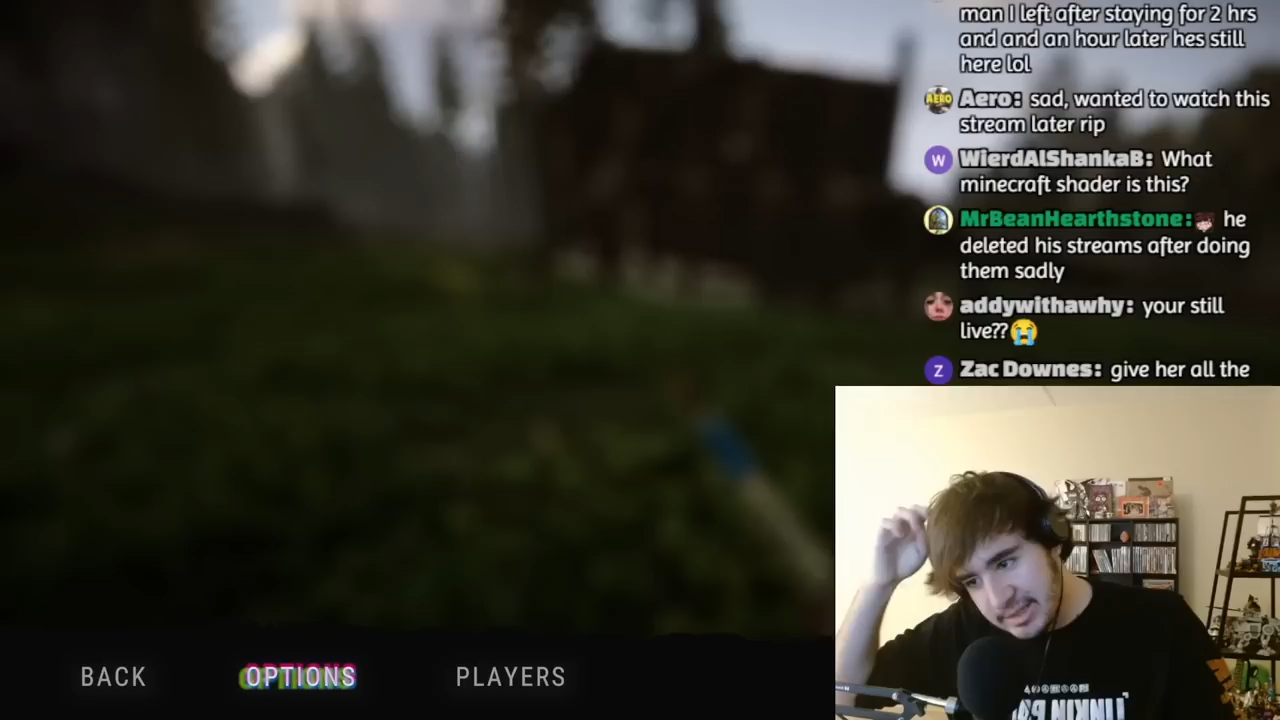 man I left after staying for 2 hrs
and and an hour later hes still
here lol
AERO Aero: sad, wanted to watch this
stream later rip
W WierdAlShankaB: What
minecraft shader is this?
MrBeanHearthstone: he
deleted his streams after doing
them sadly
addywithawhy: your still
live??😭
Z Zac Downes: give her all the
BACK OPTIONS PLAYERS
LINKIN P